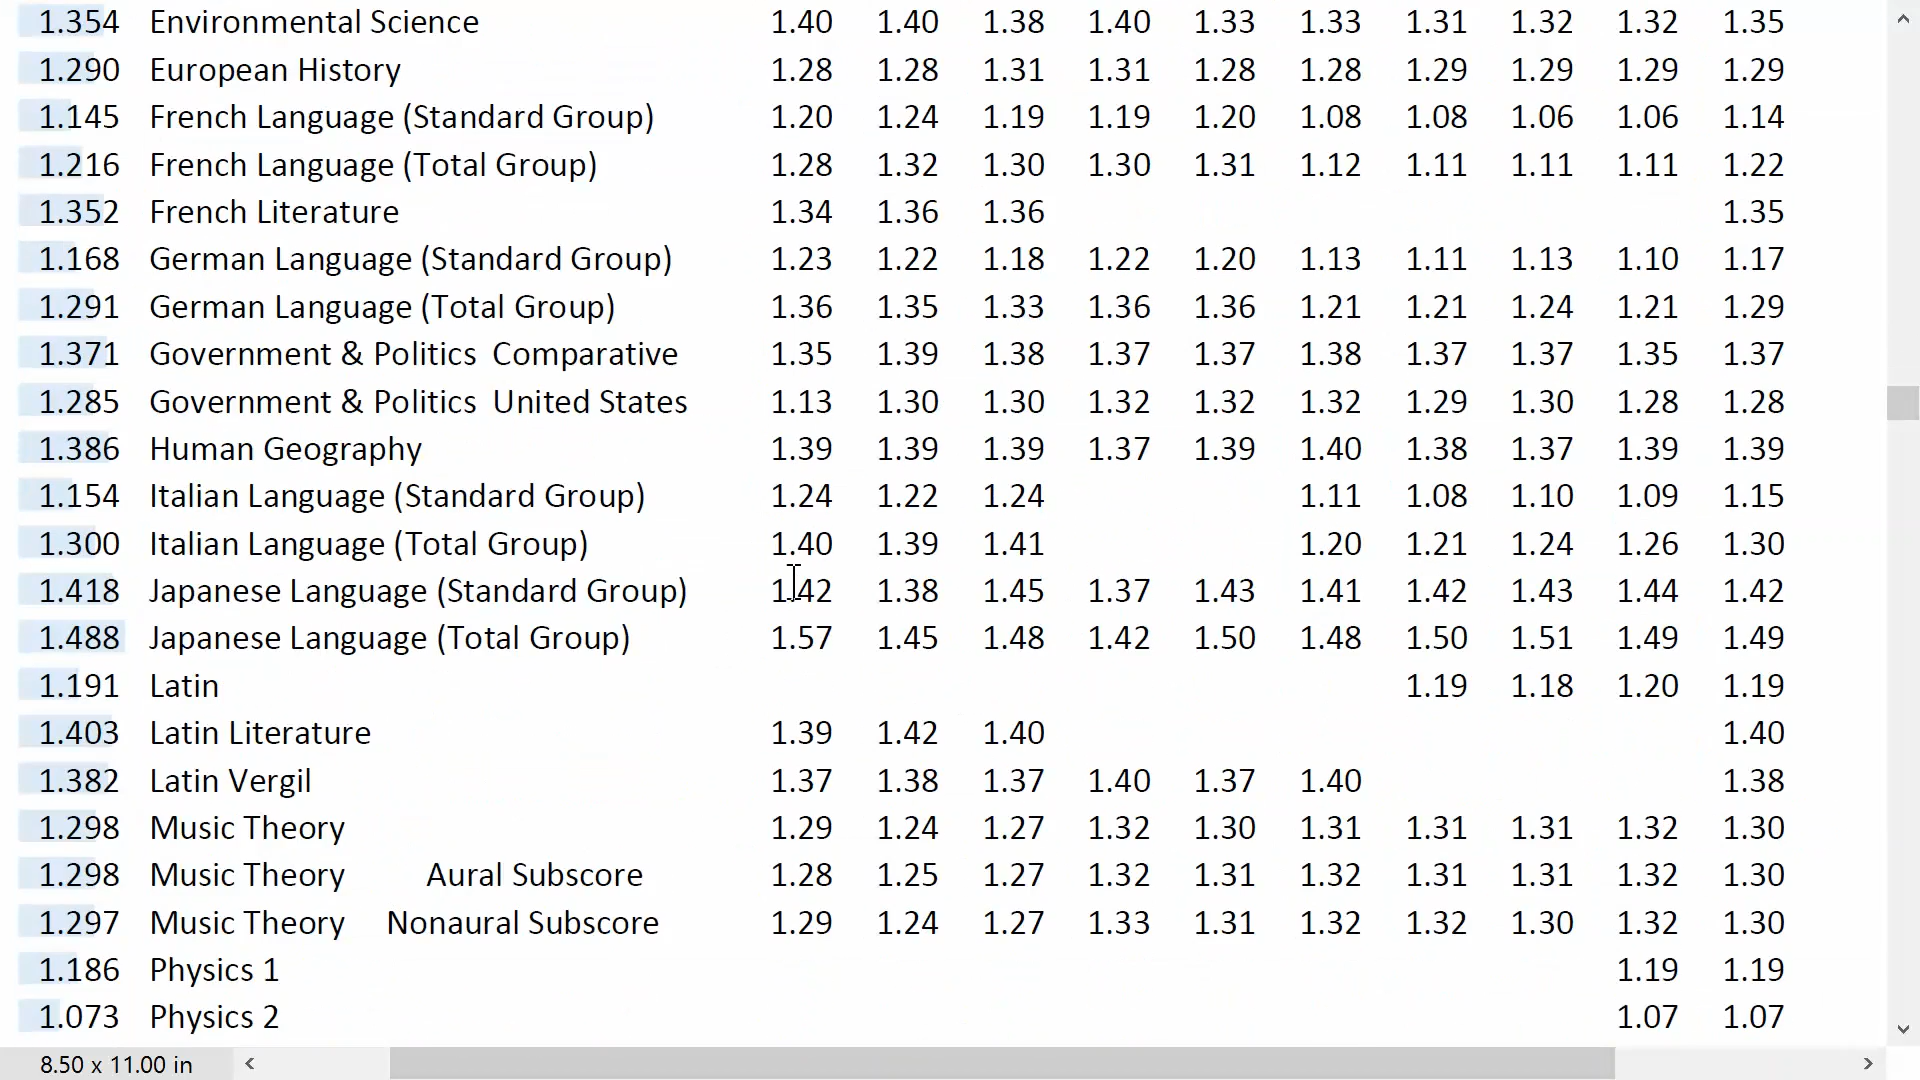 1.354 Environmental Science 1.40 1.40 1.38 1.40 1.33 1.33 1.31 1.32 1.32 1.35
1.290 European History 1.28 1.28 1.31 1.31 1.28 1.28 1.29 1.29 1.29 1.29
1.145 French Language (Standard Group) 1.20 1.24 1.19 1.19 1.20 1.08 1.08 1.06 1.06 1.14
1.216 French Language (Total Group) 1.28 1.32 1.30 1.30 1.31 1.12 1.11 1.11 1.11 1.22
1.352 French Literature 1.34 1.36 1.36 1.35
1.168 German Language (Standard Group) 1.23 1.22 1.18 1.22 1.20 1.13 1.11 1.13 1.10 1.17
1.291 German Language (Total Group) 1.36 1.35 1.33 1.36 1.36 1.21 1.21 1.24 1.21 1.29
1.371 Government & Politics Comparative 1.35 1.39 1.38 1.37 1.37 1.38 1.37 1.37 1.35 1.37
1.285 Government & Politics United States 1.13 1.30 1.30 1.32 1.32 1.32 1.29 1.30 1.28 1.28
1.386 Human Geography 1.39 1.39 1.39 1.37 1.39 1.40 1.38 1.37 1.39 1.39
1.154 Italian Language (Standard Group) 1.24 1.22 1.24 1.11 1.08 1.10 1.09 1.15
1.300 Italian Language (Total Group) 1.40 1.39 1.41 1.20 1.21 1.24 1.26 1.30
1.418 Japanese Language (Standard Group) 1.42 1.38 1.45 1.37 1.43 1.41 1.42 1.43 1.44 1.42
1.488 Japanese Language (Total Group) 1.57 1.45 1.48 1.42 1.50 1.48 1.50 1.51 1.49 1.49
1.191 Latin 1.19 1.18 1.20 1.19
1.403 Latin Literature 1.39 1.42 1.40 1.40
1.382 Latin Vergil 1.37 1.38 1.37 1.40 1.37 1.40 1.38
1.298 Music Theory 1.29 1.24 1.27 1.32 1.30 1.31 1.31 1.31 1.32 1.30
1.298 Music Theory Aural Subscore 1.28 1.25 1.27 1.32 1.31 1.32 1.31 1.31 1.32 1.30
1.297 Music Theory Nonaural Subscore 1.29 1.24 1.27 1.33 1.31 1.32 1.32 1.30 1.32 1.30
1.186 Physics 1 1.19 1.19
1.073 Physics 2 1.07 1.07
8.50 x 11.00 in